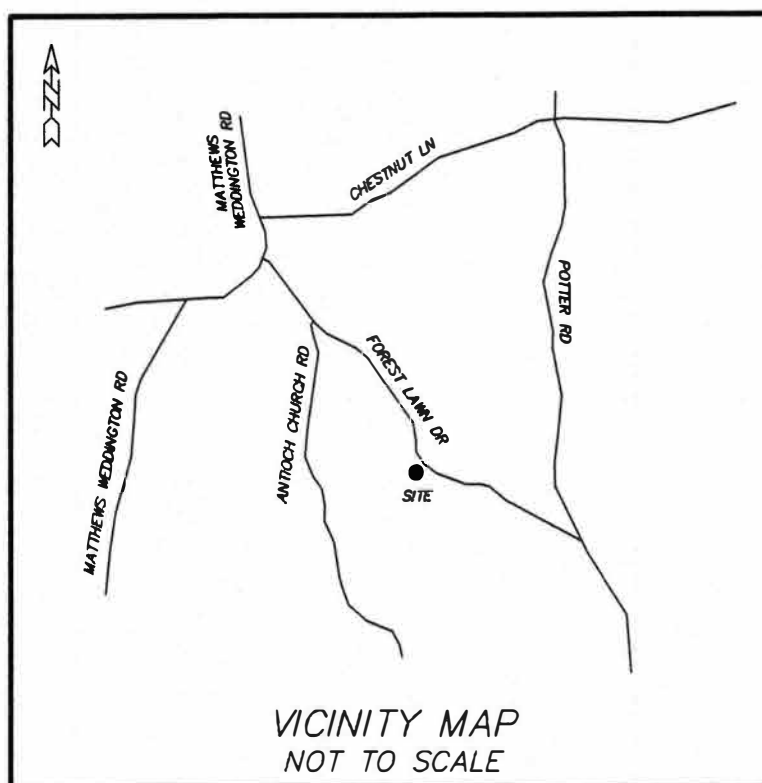 N
MATTHEWS
WEDDINGTON RD
CHESTNUT LN
POTTER RD
FOREST LAWN DR
ANTIOCH CHURCH RD
MATTHEWS WEDDINGTON RD
SITE
VICINITY MAP
NOT TO SCALE